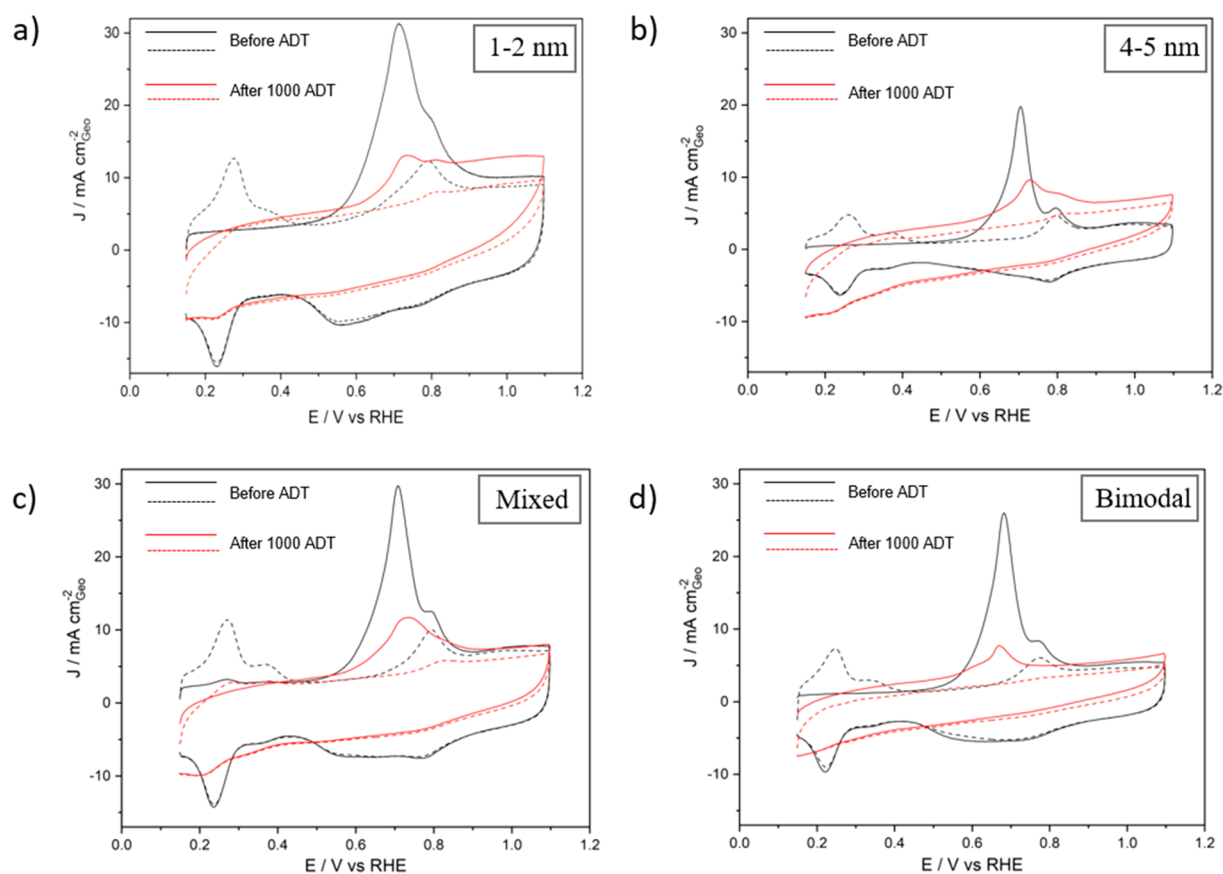 a)
30
20
10
0
-10
J / mA cm⁻²Geo
Before ADT
After 1000 ADT
1-2 nm
0.0 0.2 0.4 0.6 0.8 1.0 1.2
E / V vs RHE
b)
30
20
10
0
-10
J / mA cm⁻²Geo
Before ADT
After 1000 ADT
4-5 nm
0.0 0.2 0.4 0.6 0.8 1.0 1.2
E / V vs RHE
c)
30
20
10
0
-10
J / mA cm⁻²Geo
Before ADT
After 1000 ADT
Mixed
0.0 0.2 0.4 0.6 0.8 1.0 1.2
E / V vs RHE
d)
30
20
10
0
-10
J / mA cm⁻²Geo
Before ADT
After 1000 ADT
Bimodal
0.0 0.2 0.4 0.6 0.8 1.0 1.2
E / V vs RHE